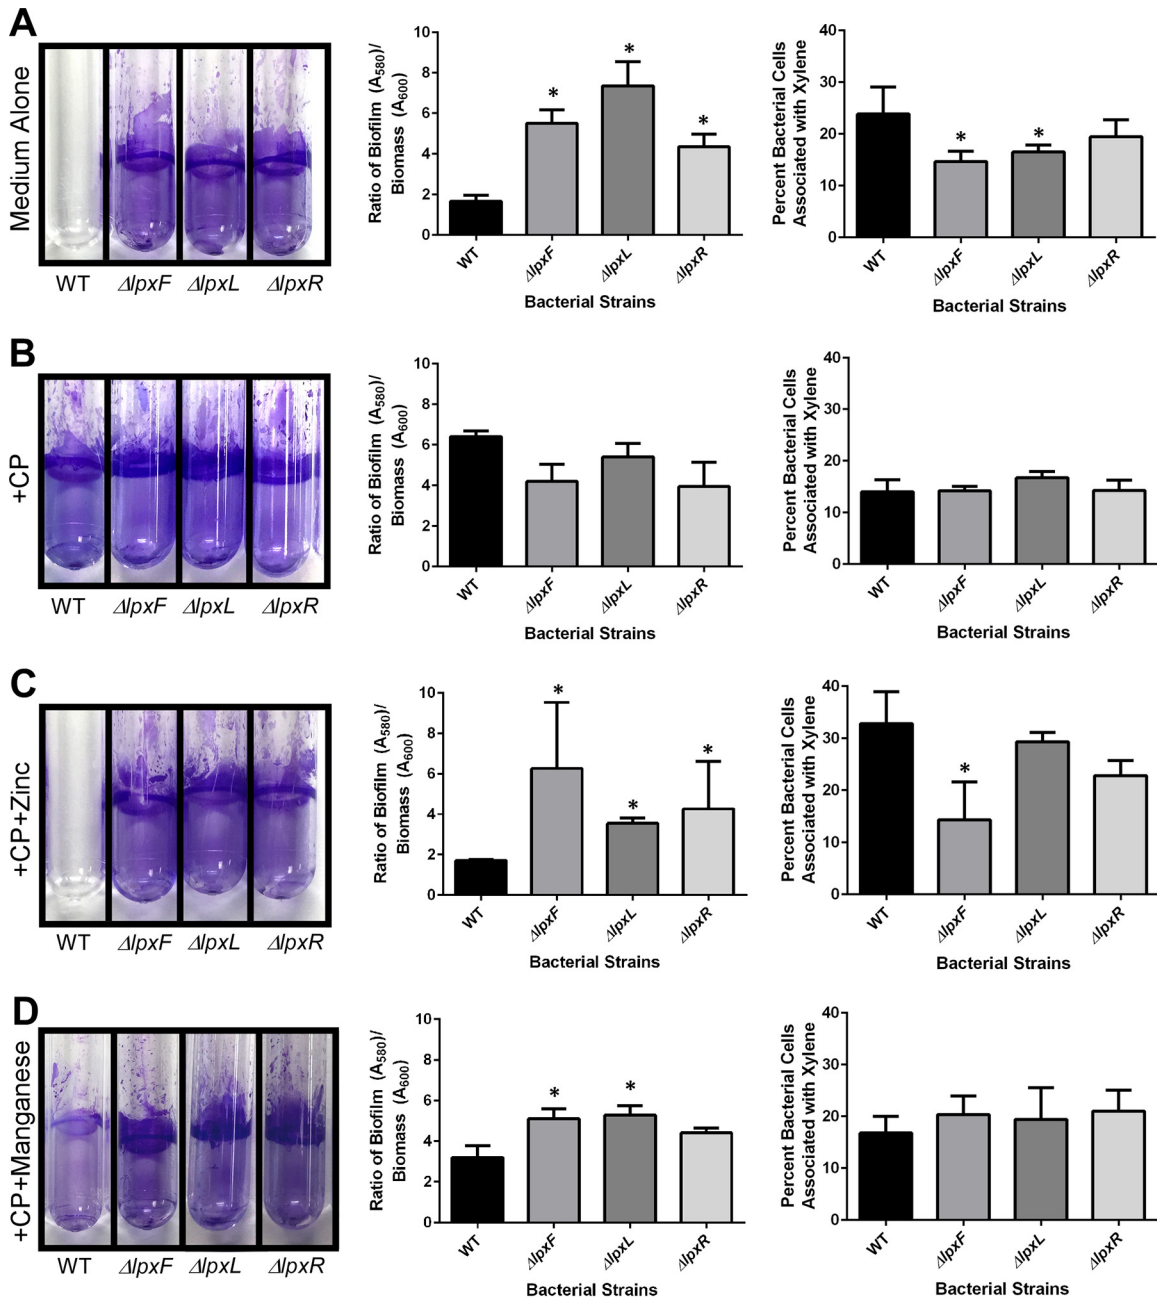 A
Medium Alone
WT ΔlpxF ΔlpxL ΔlpxR
Ratio of Biofilm (A580)/
Biomass (A600)
10
8
6
4
2
0
WT
ΔlpxF
ΔlpxL
ΔlpxR
*
*
*
Bacterial Strains
Percent Bacterial Cells
Associated with Xylene
40
30
20
10
0
WT
ΔlpxF
ΔlpxL
ΔlpxR
*
*
Bacterial Strains
B
+CP
WT ΔlpxF ΔlpxL ΔlpxR
Ratio of Biofilm (A580)/
Biomass (A600)
10
8
6
4
2
0
WT
ΔlpxF
ΔlpxL
ΔlpxR
Bacterial Strains
Percent Bacterial Cells
Associated with Xylene
40
30
20
10
0
WT
ΔlpxF
ΔlpxL
ΔlpxR
Bacterial Strains
C
+CP+Zinc
WT ΔlpxF ΔlpxL ΔlpxR
Ratio of Biofilm (A580)/
Biomass (A600)
10
8
6
4
2
0
WT
ΔlpxF
ΔlpxL
ΔlpxR
*
*
*
Bacterial Strains
Percent Bacterial Cells
Associated with Xylene
40
30
20
10
0
WT
ΔlpxF
ΔlpxL
ΔlpxR
*
Bacterial Strains
D
+CP+Manganese
WT ΔlpxF ΔlpxL ΔlpxR
Ratio of Biofilm (A580)/
Biomass (A600)
10
8
6
4
2
0
WT
ΔlpxF
ΔlpxL
ΔlpxR
*
*
Bacterial Strains
Percent Bacterial Cells
Associated with Xylene
40
30
20
10
0
WT
ΔlpxF
ΔlpxL
ΔlpxR
Bacterial Strains